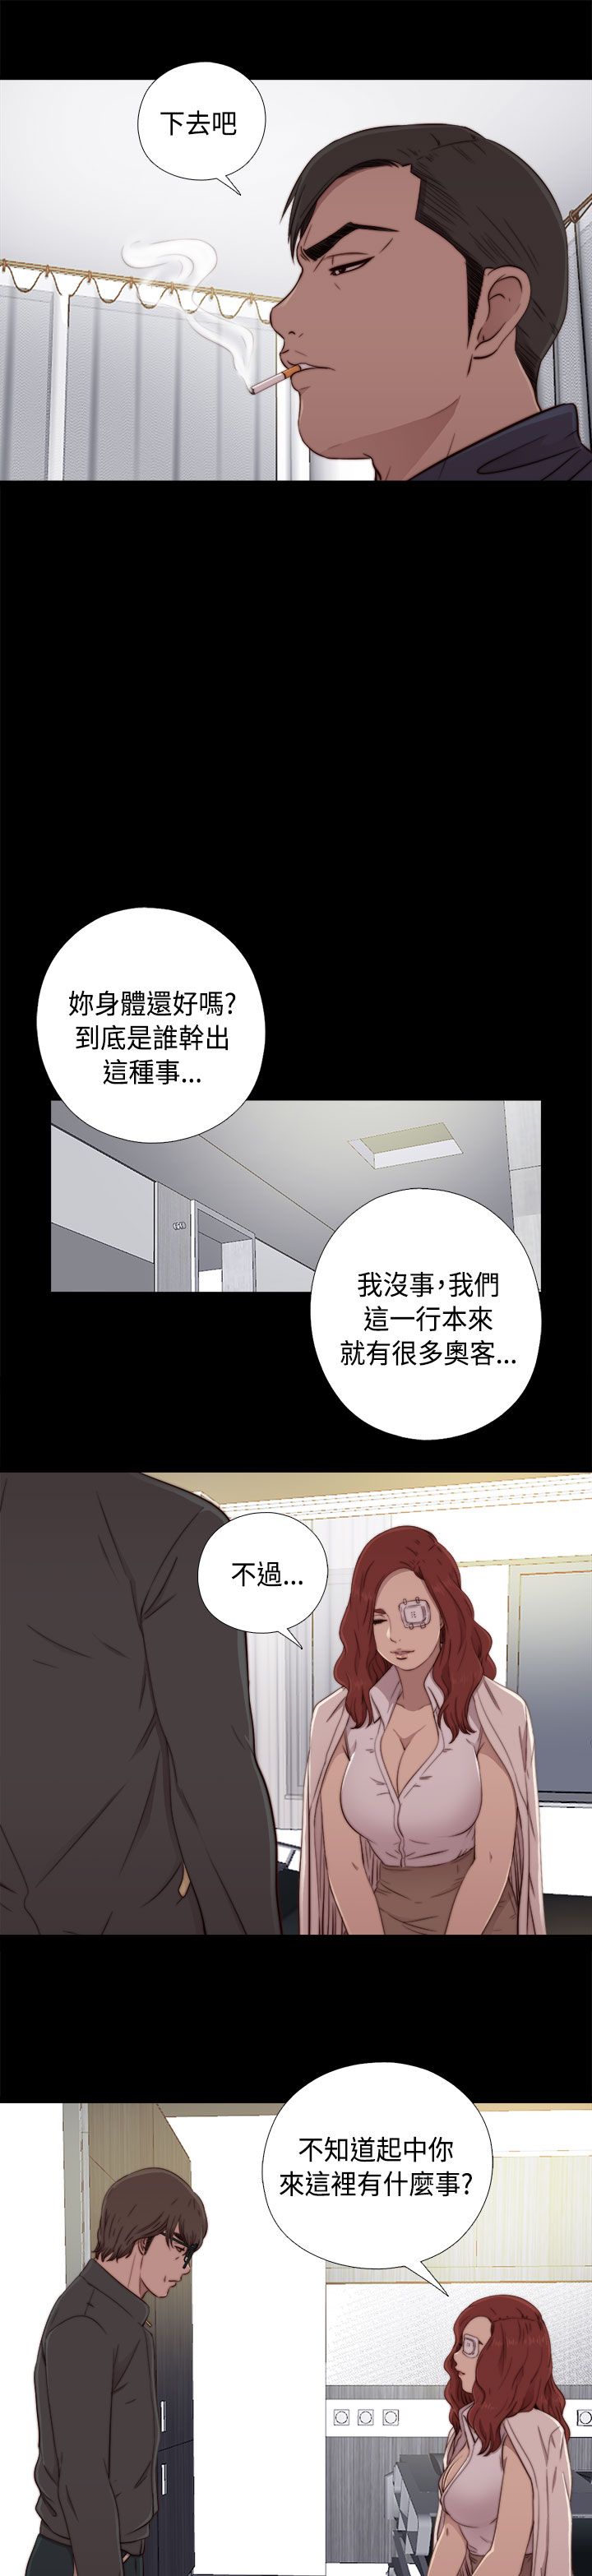 下去吧
妳身體還好嗎?
到底是誰幹出
這種事...
我沒事,我們
這一行本來
就有很多奧客...
不過...
不知道起中你
來這裡有什麼事?